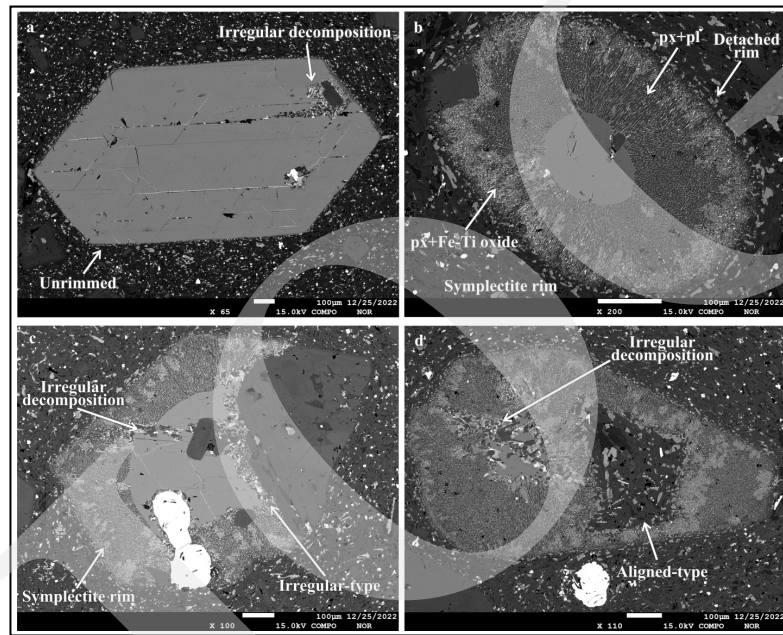 a
Irregular decomposition
Unrimmed
X 65 15.0kV COMPO NOR 100μm 12/25/2022
b
px+pl
Detached
rim
px+Fe-Ti oxide
Symplectite rim
X 200 15.0kV COMPO NOR 100μm 12/25/2022
c
Irregular
decomposition
Symplectite rim
Irregular-type
X 100 15.0kV COMPO NOR 100μm 12/25/2022
d
Irregular
decomposition
Aligned-type
X 110 15.0kV COMPO NOR 100μm 12/25/2022